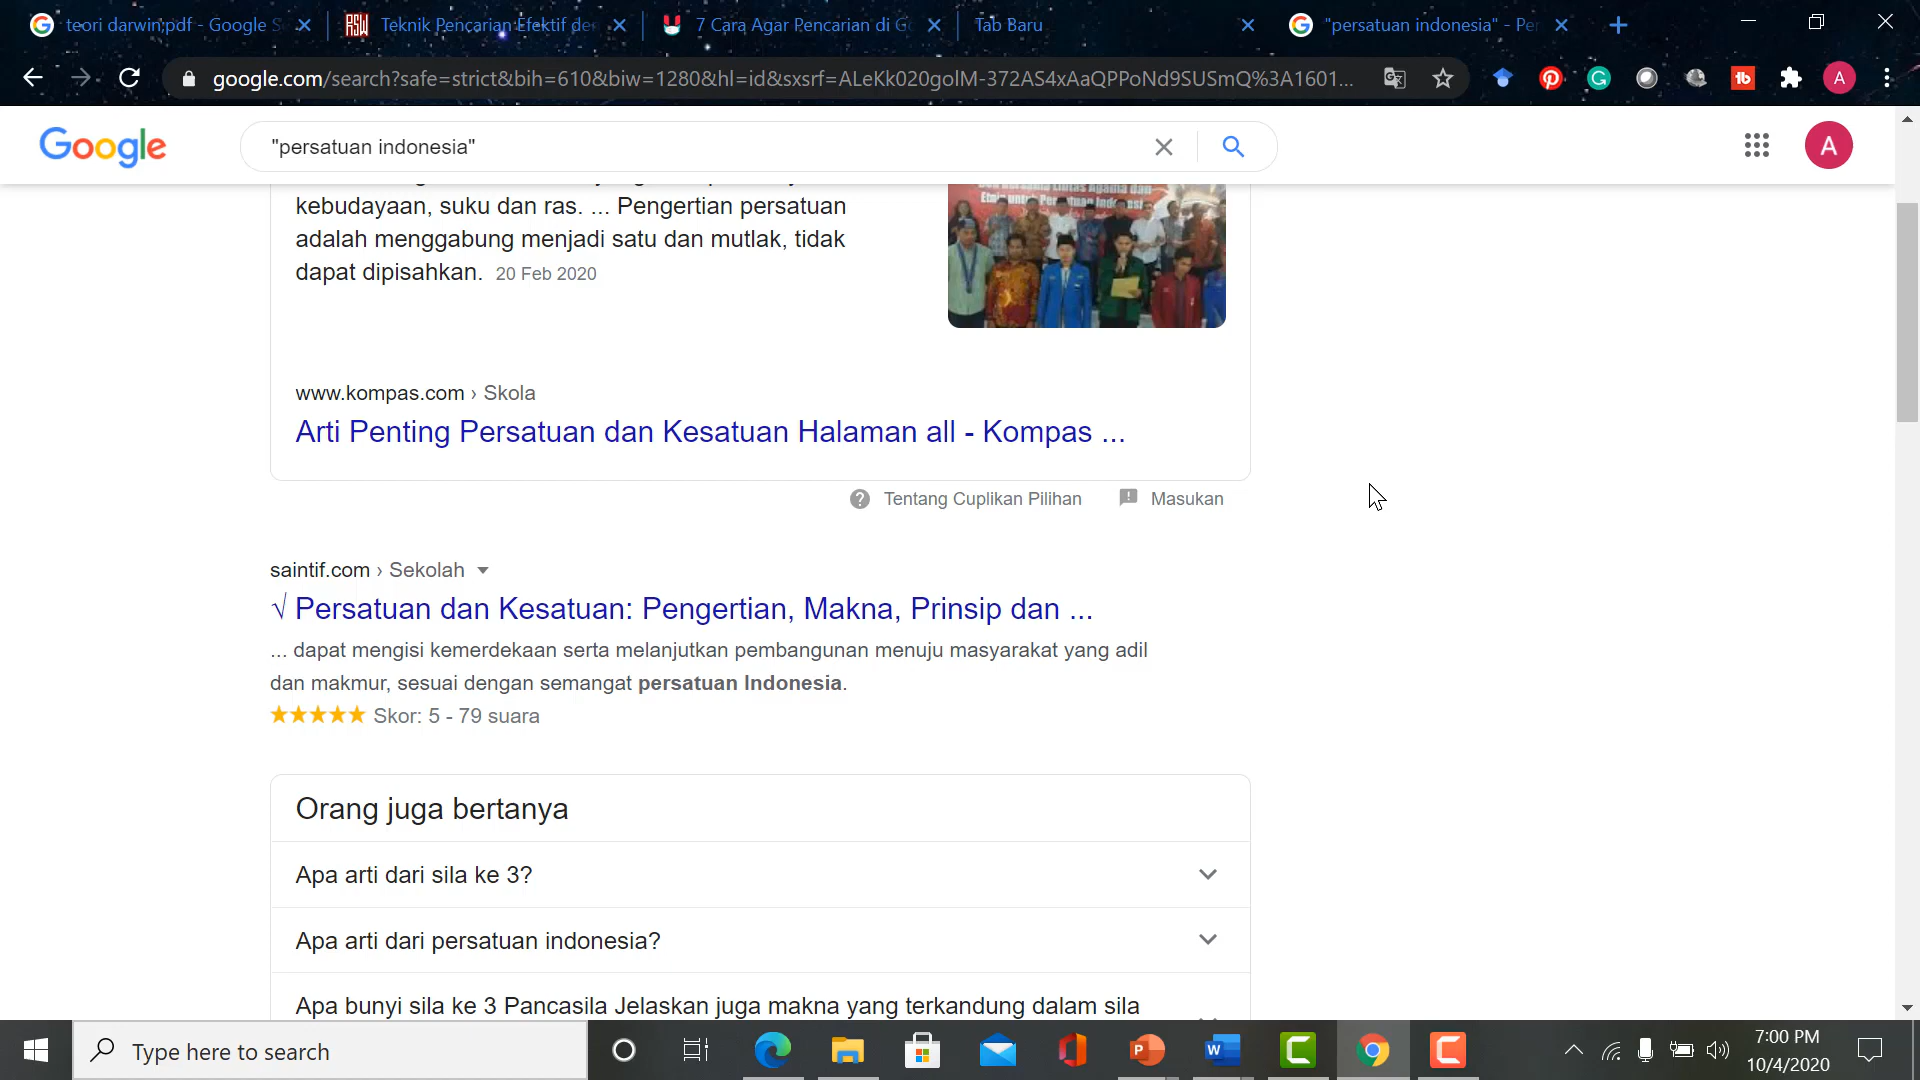 teori darwin;pdf - Google S
Teknik Pencarian Efektif de
7 Cara Agar Pencarian di G
Tab Baru
"persatuan indonesia" - Pe
google.com/search?safe=strict&bih=610&biw=1280&hl=id&sxsrf=ALeKk020golM-372AS4xAaQPPoNd9SUSmQ%3A1601...
A
Google
"persatuan indonesia"
A
kebudayaan, suku dan ras. ... Pengertian persatuan
adalah menggabung menjadi satu dan mutlak, tidak
dapat dipisahkan. 20 Feb 2020
www.kompas.com › Skola
Arti Penting Persatuan dan Kesatuan Halaman all - Kompas ...
Tentang Cuplikan Pilihan
Masukan
saintif.com › Sekolah
√ Persatuan dan Kesatuan: Pengertian, Makna, Prinsip dan ...
... dapat mengisi kemerdekaan serta melanjutkan pembangunan menuju masyarakat yang adil
dan makmur, sesuai dengan semangat persatuan Indonesia.
★★★★★ Skor: 5 - 79 suara
Orang juga bertanya
Apa arti dari sila ke 3?
Apa arti dari persatuan indonesia?
Apa bunyi sila ke 3 Pancasila Jelaskan juga makna yang terkandung dalam sila
Type here to search
7:00 PM
10/4/2020